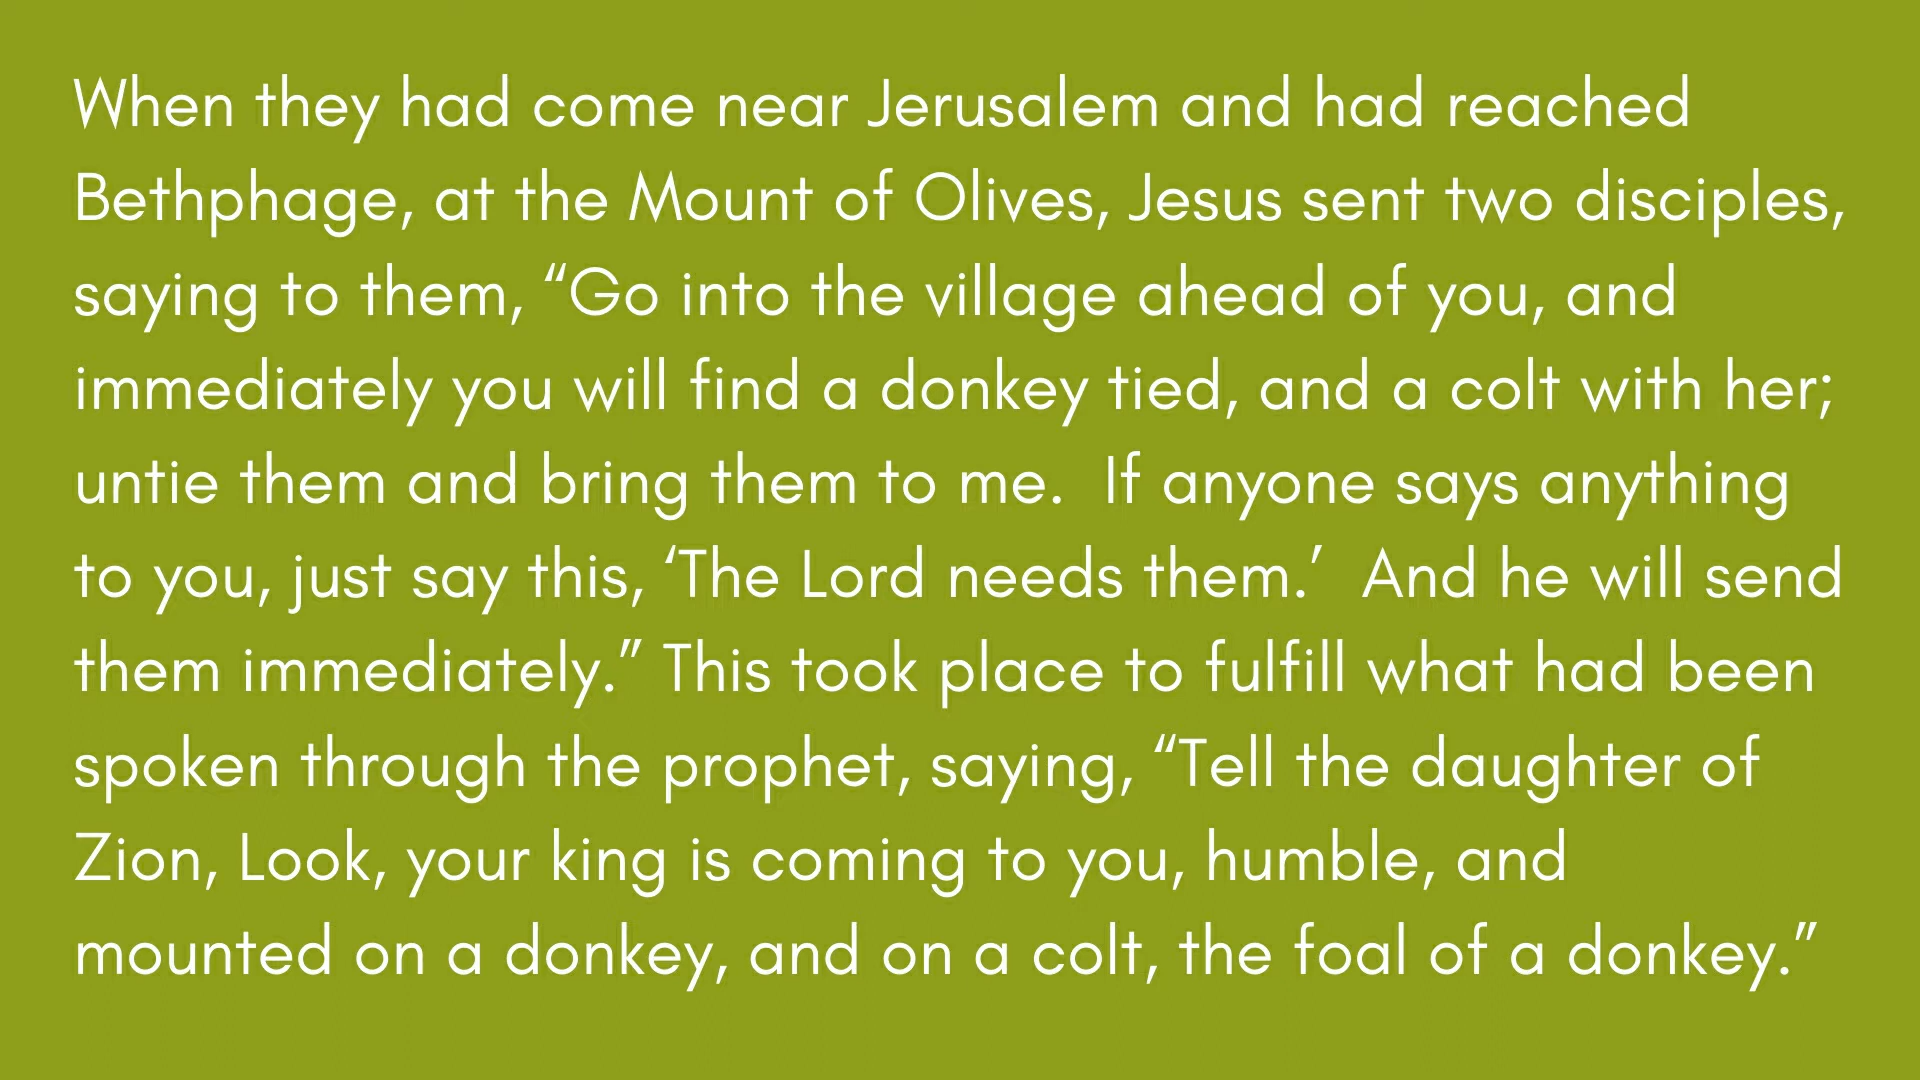 When they had come near Jerusalem and had reached
Bethphage, at the Mount of Olives, Jesus sent two disciples,
saying to them, “Go into the village ahead of you, and
immediately you will find a donkey tied, and a colt with her;
untie them and bring them to me.  If anyone says anything
to you, just say this, ‘The Lord needs them.’  And he will send
them immediately.” This took place to fulfill what had been
spoken through the prophet, saying, “Tell the daughter of
Zion, Look, your king is coming to you, humble, and
mounted on a donkey, and on a colt, the foal of a donkey.”